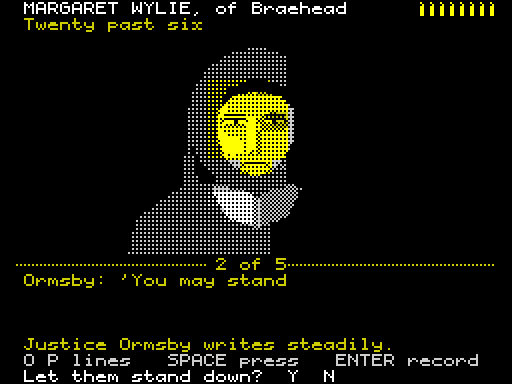 MARGARET WYLIE, of Braehead
Twenty past six
2 of 5
Ormsby: 'You may stand
Justice Ormsby writes steadily.
O P lines   SPACE press   ENTER record
Let them stand down?  Y  N